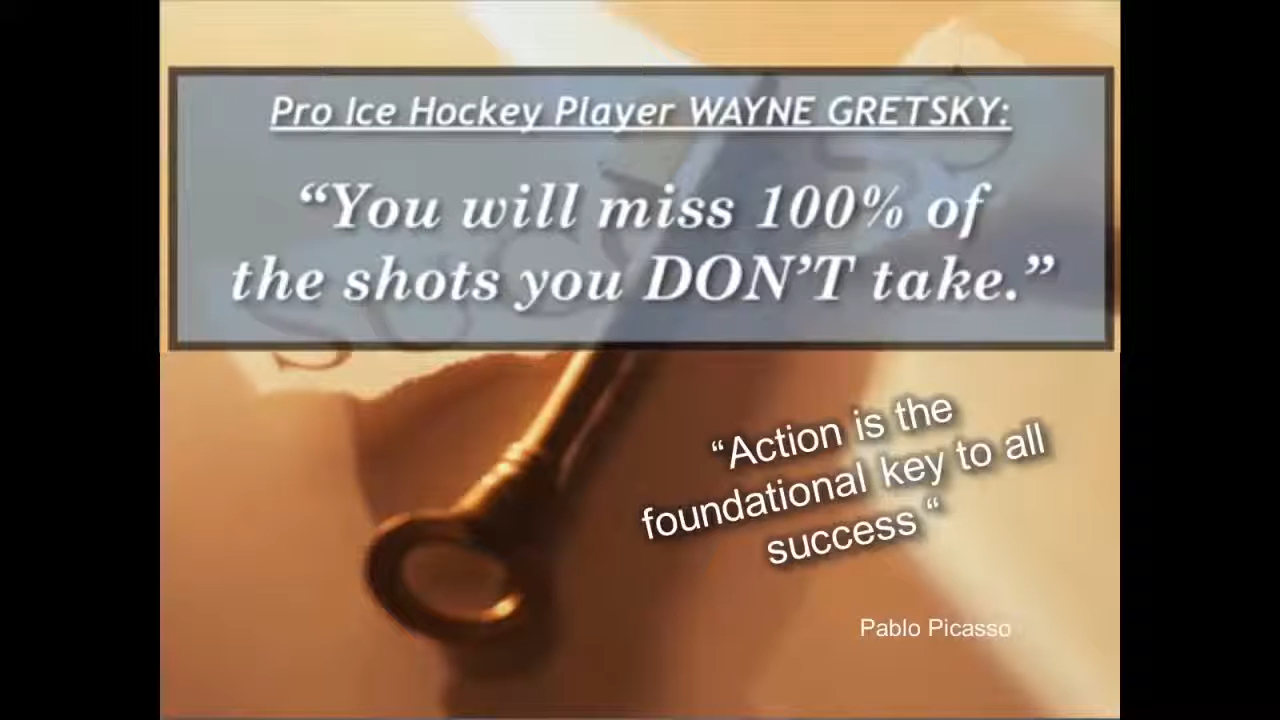 Pro Ice Hockey Player WAYNE GRETSKY:
“You will miss 100% of
the shots you DON’T take.”
“Action is the
foundational key to all
success “
Pablo Picasso